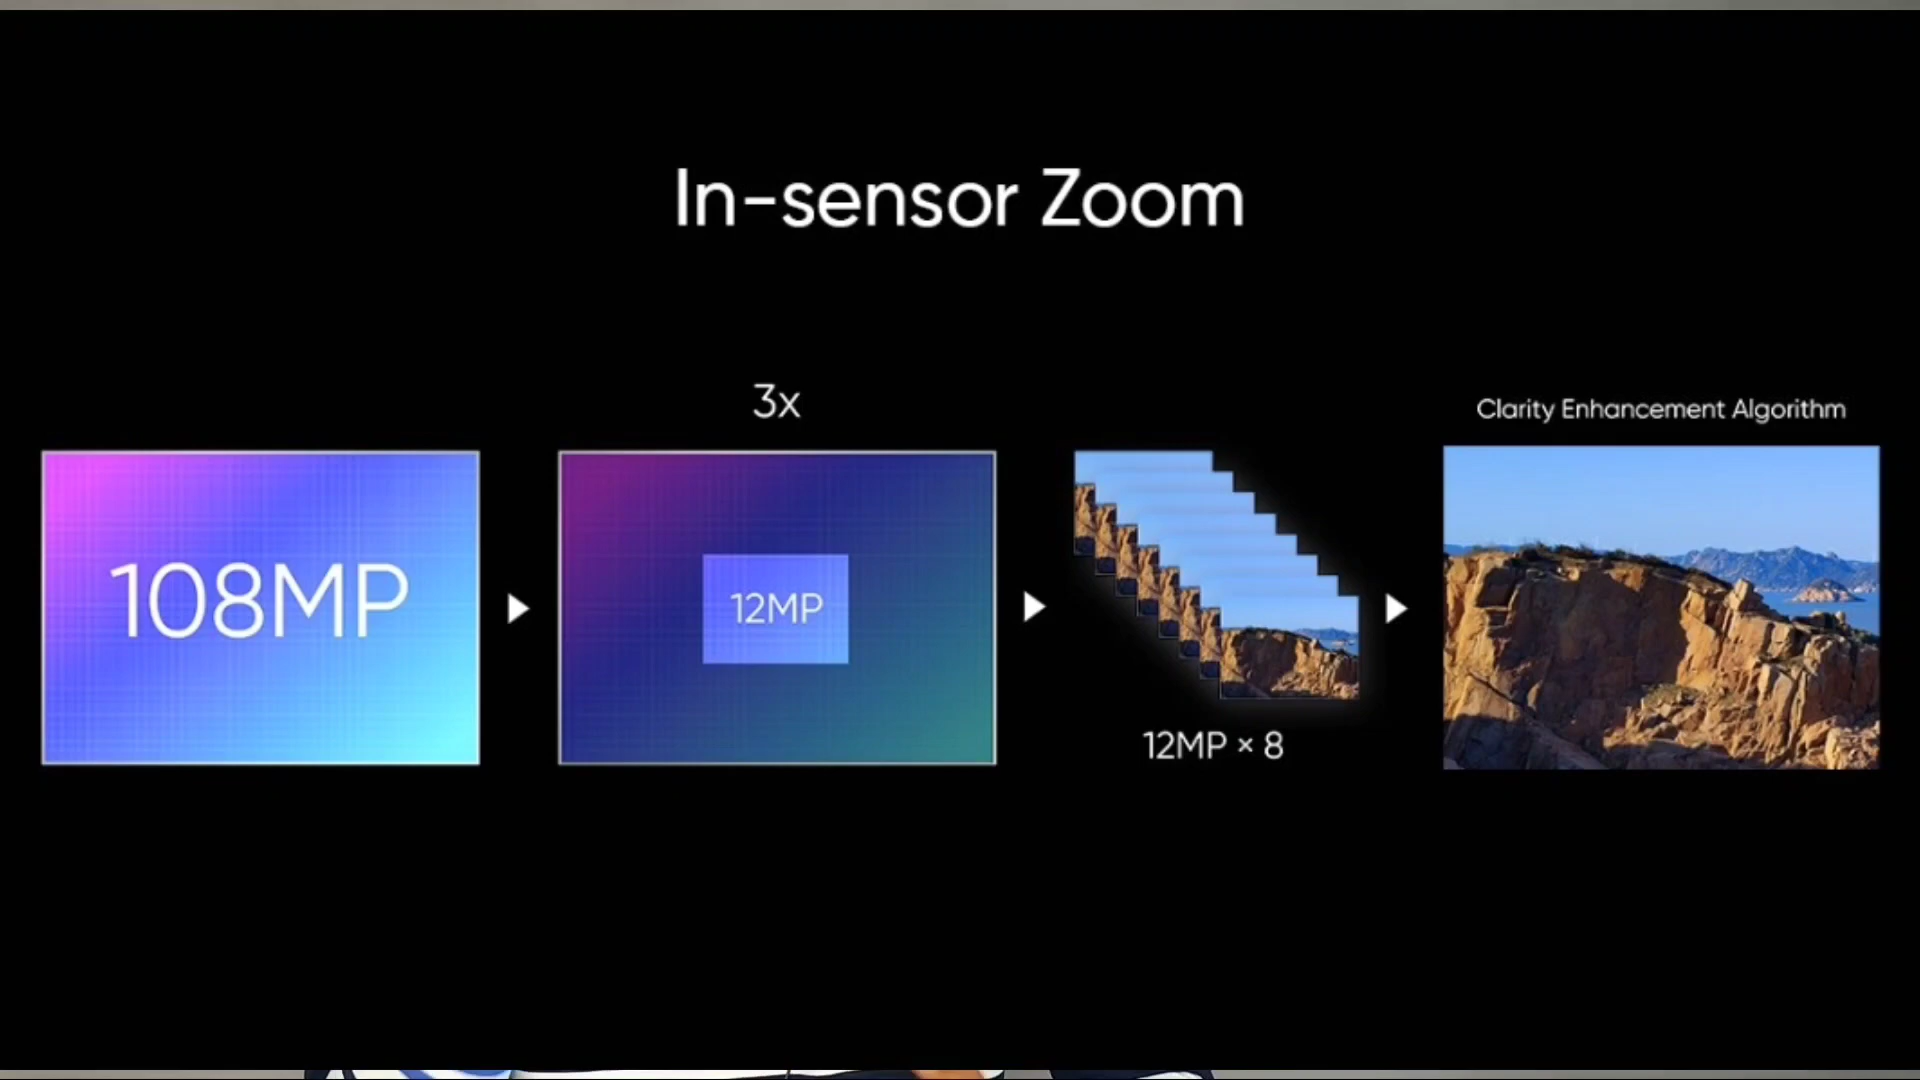 In-sensor Zoom
3x
Clarity Enhancement Algorithm
108MP
12MP
12MP × 8